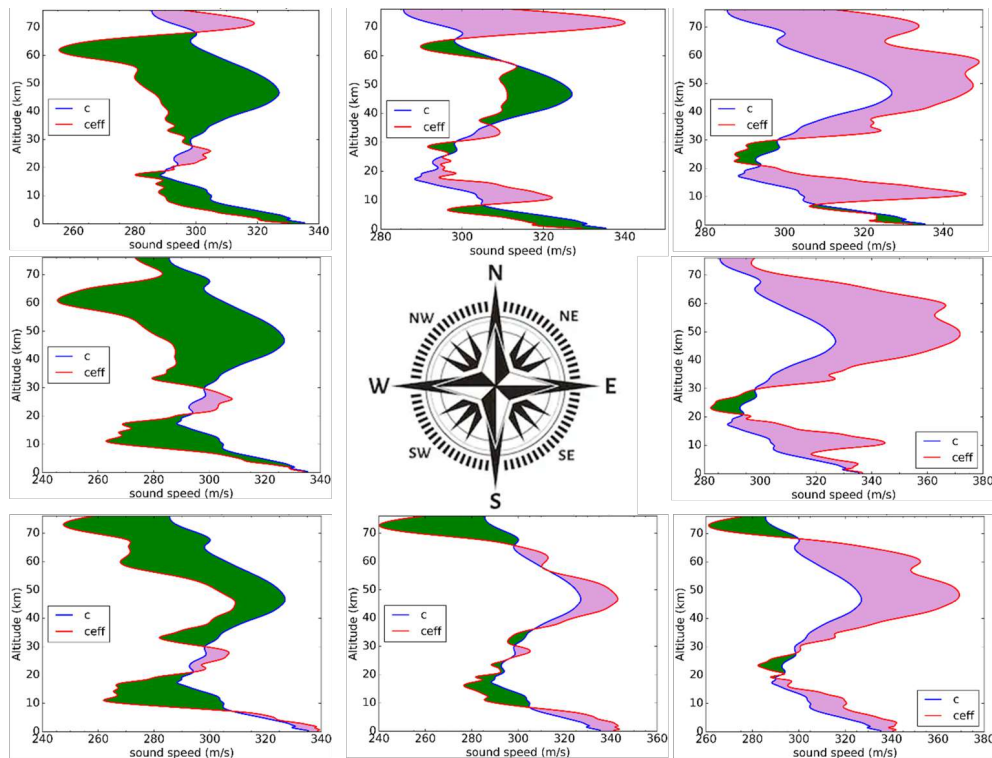 Altitude (km)
70
60
50
40
30
20
10
0
c
ceff
260 280 300 320 340
sound speed (m/s)
Altitude (km)
70
60
50
40
30
20
10
0
c
ceff
280 300 320 340
sound speed (m/s)
Altitude (km)
70
60
50
40
30
20
10
0
c
ceff
280 300 320 340
sound speed (m/s)
Altitude (km)
70
60
50
40
30
20
10
0
c
ceff
260 280 300 320
sound speed (m/s)
N
NW NE
W E
SW SE
S
Altitude (km)
70
60
50
40
30
20
10
0
c
ceff
280 300 320 340 360 380
sound speed (m/s)
Altitude (km)
70
60
50
40
30
20
10
0
c
ceff
240 260 280 300 320 340
sound speed (m/s)
Altitude (km)
70
60
50
40
30
20
10
0
c
ceff
240 260 280 300 320 340 360
sound speed (m/s)
Altitude (km)
70
60
50
40
30
20
10
0
c
ceff
260 280 300 320 340 360 380
sound speed (m/s)